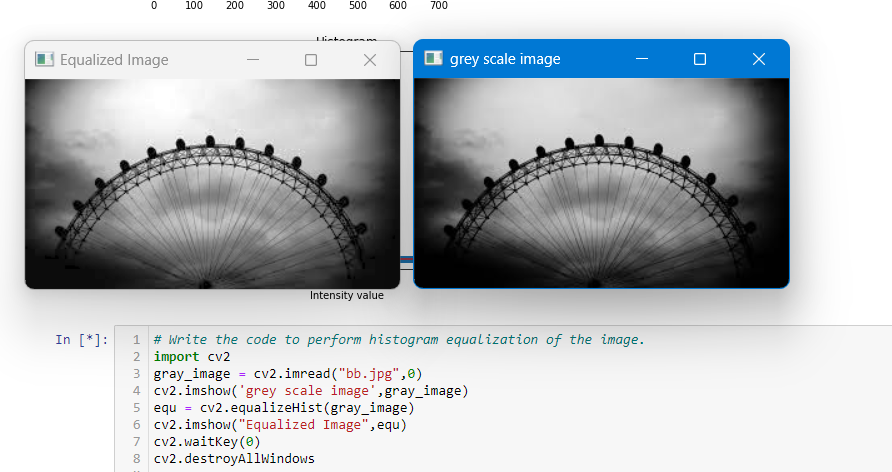 0 100 200 300 400 500 600 700
Histogram
Equalized Image
grey scale image
Intensity value
In [*]:
1 # Write the code to perform histogram equalization of the image.
2 import cv2
3 gray_image = cv2.imread("bb.jpg",0)
4 cv2.imshow('grey scale image',gray_image)
5 equ = cv2.equalizeHist(gray_image)
6 cv2.imshow("Equalized Image",equ)
7 cv2.waitKey(0)
8 cv2.destroyAllWindows